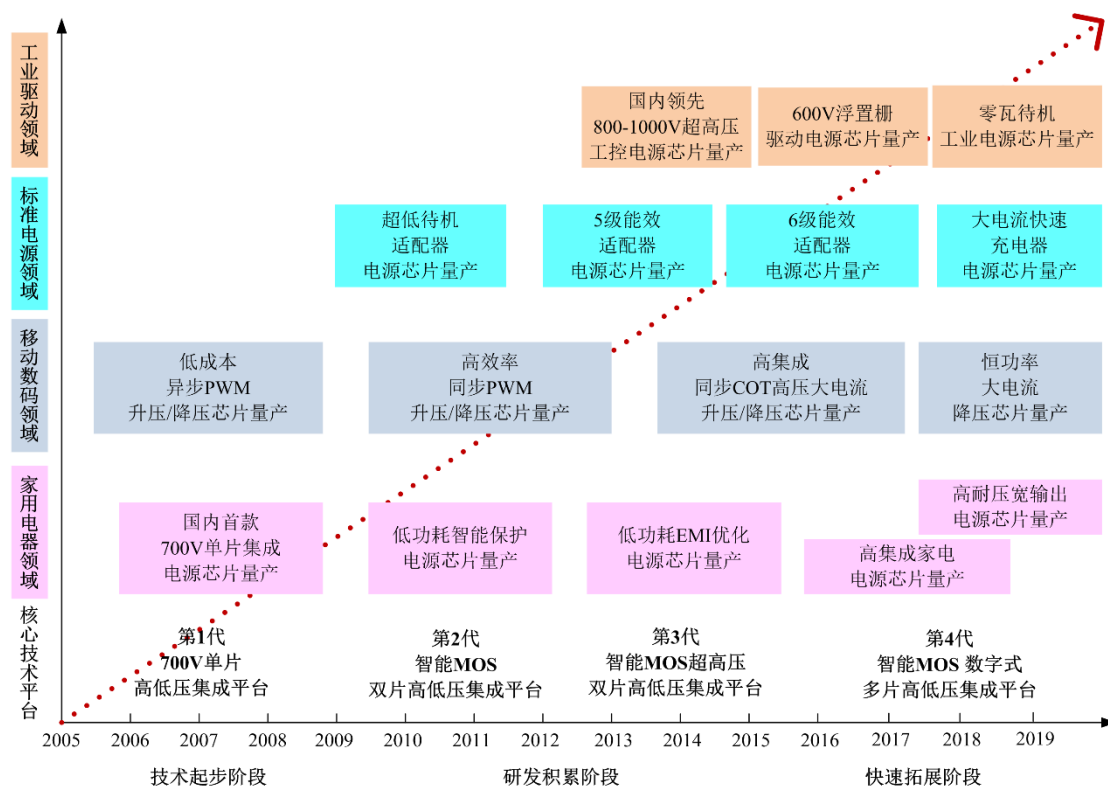 工业驱动领域
国内领先
800-1000V超高压
工控电源芯片量产
600V浮置栅
驱动电源芯片量产
零瓦待机
工业电源芯片量产
标准电源领域
超低待机
适配器
电源芯片量产
5级能效
适配器
电源芯片量产
6级能效
适配器
电源芯片量产
大电流快速
充电器
电源芯片量产
移动数码领域
低成本
异步PWM
升压/降压芯片量产
高效率
同步PWM
升压/降压芯片量产
高集成
同步COT高压大电流
升压/降压芯片量产
恒功率
大电流
降压芯片量产
家用电器领域
国内首款
700V单片集成
电源芯片量产
低功耗智能保护
电源芯片量产
低功耗EMI优化
电源芯片量产
高集成家电
电源芯片量产
高耐压宽输出
电源芯片量产
核心技术平台
第1代
700V单片
高低压集成平台
第2代
智能MOS
双片高低压集成平台
第3代
智能MOS超高压
双片高低压集成平台
第4代
智能MOS 数字式
多片高低压集成平台
2005 2006 2007 2008 2009 2010 2011 2012 2013 2014 2015 2016 2017 2018 2019
技术起步阶段 研发积累阶段 快速拓展阶段